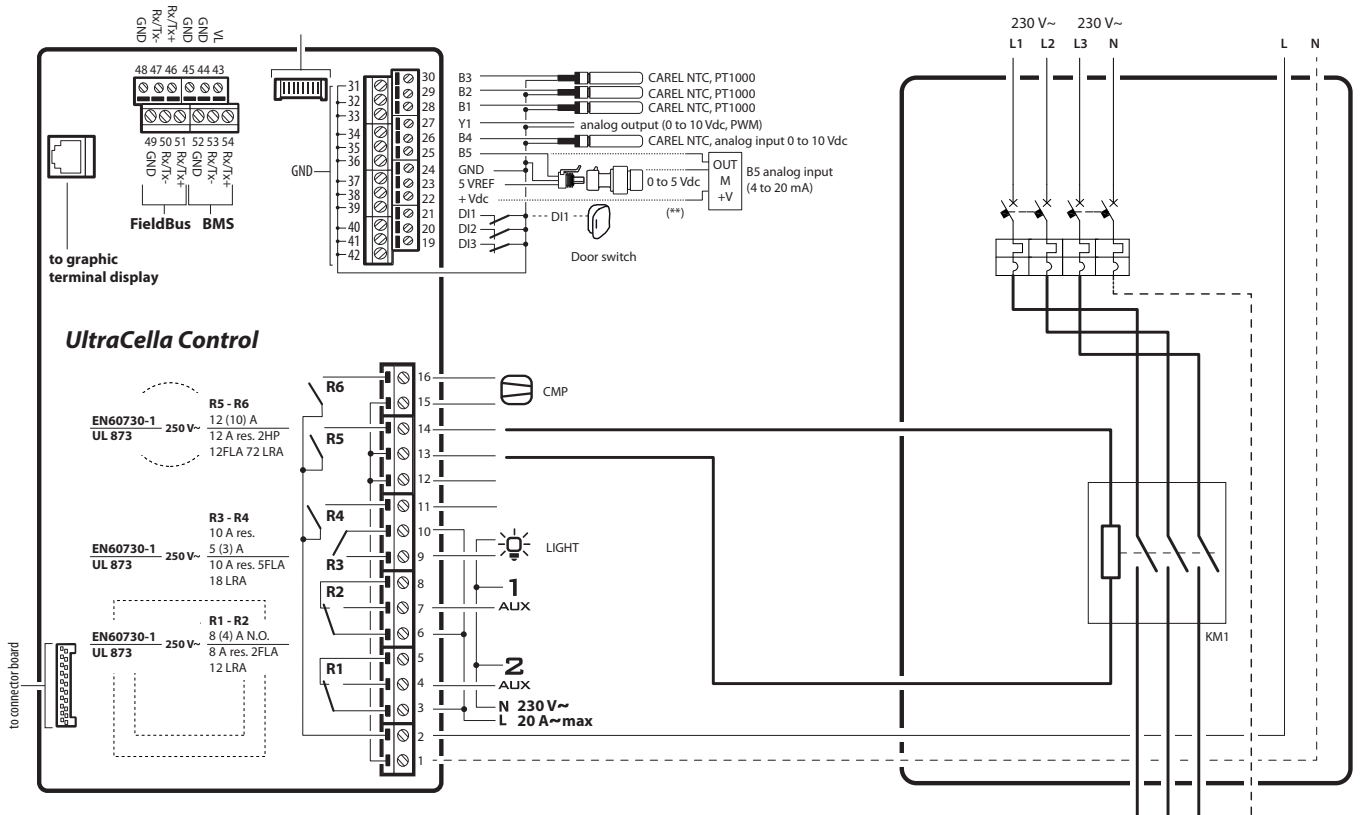 GND
Rx/Tx-
Rx/Tx+
GND
GND
VL
48 47 46 45 44 43
49 50 51 52 53 54
GND
Rx/Tx-
Rx/Tx+
GND
Rx/Tx-
Rx/Tx+
FieldBus BMS
to graphic
terminal display
GND
31
32
33
34
35
36
37
38
39
40
41
42
30
29
28
27
26
25
24
23
22
21
20
19
B3
B2
B1
Y1
B4
B5
GND
5 VREF
+ Vdc
DI1
DI2
DI3
CAREL NTC, PT1000
CAREL NTC, PT1000
CAREL NTC, PT1000
analog output (0 to 10 Vdc, PWM)
CAREL NTC, analog input 0 to 10 Vdc
0 to 5 Vdc
OUT
M
+V
B5 analog input
(4 to 20 mA)
(**)
DI1
Door switch
UltraCella Control
EN60730-1
UL 873
250 V~
R5 - R6
12 (10) A
12 A res. 2HP
12FLA 72 LRA
EN60730-1
UL 873
250 V~
R3 - R4
10 A res.
5 (3) A
10 A res. 5FLA
18 LRA
EN60730-1
UL 873
250 V~
R1 - R2
8 (4) A N.O.
8 A res. 2FLA
12 LRA
to connector board
R6
R5
R4
R3
R2
R1
16
15
14
13
12
11
10
9
8
7
6
5
4
3
2
1
CMP
LIGHT
1
AUX
2
AUX
N 230 V~
L 20 A~max
230 V~ 230 V~
L1 L2 L3 N
L N
KM1